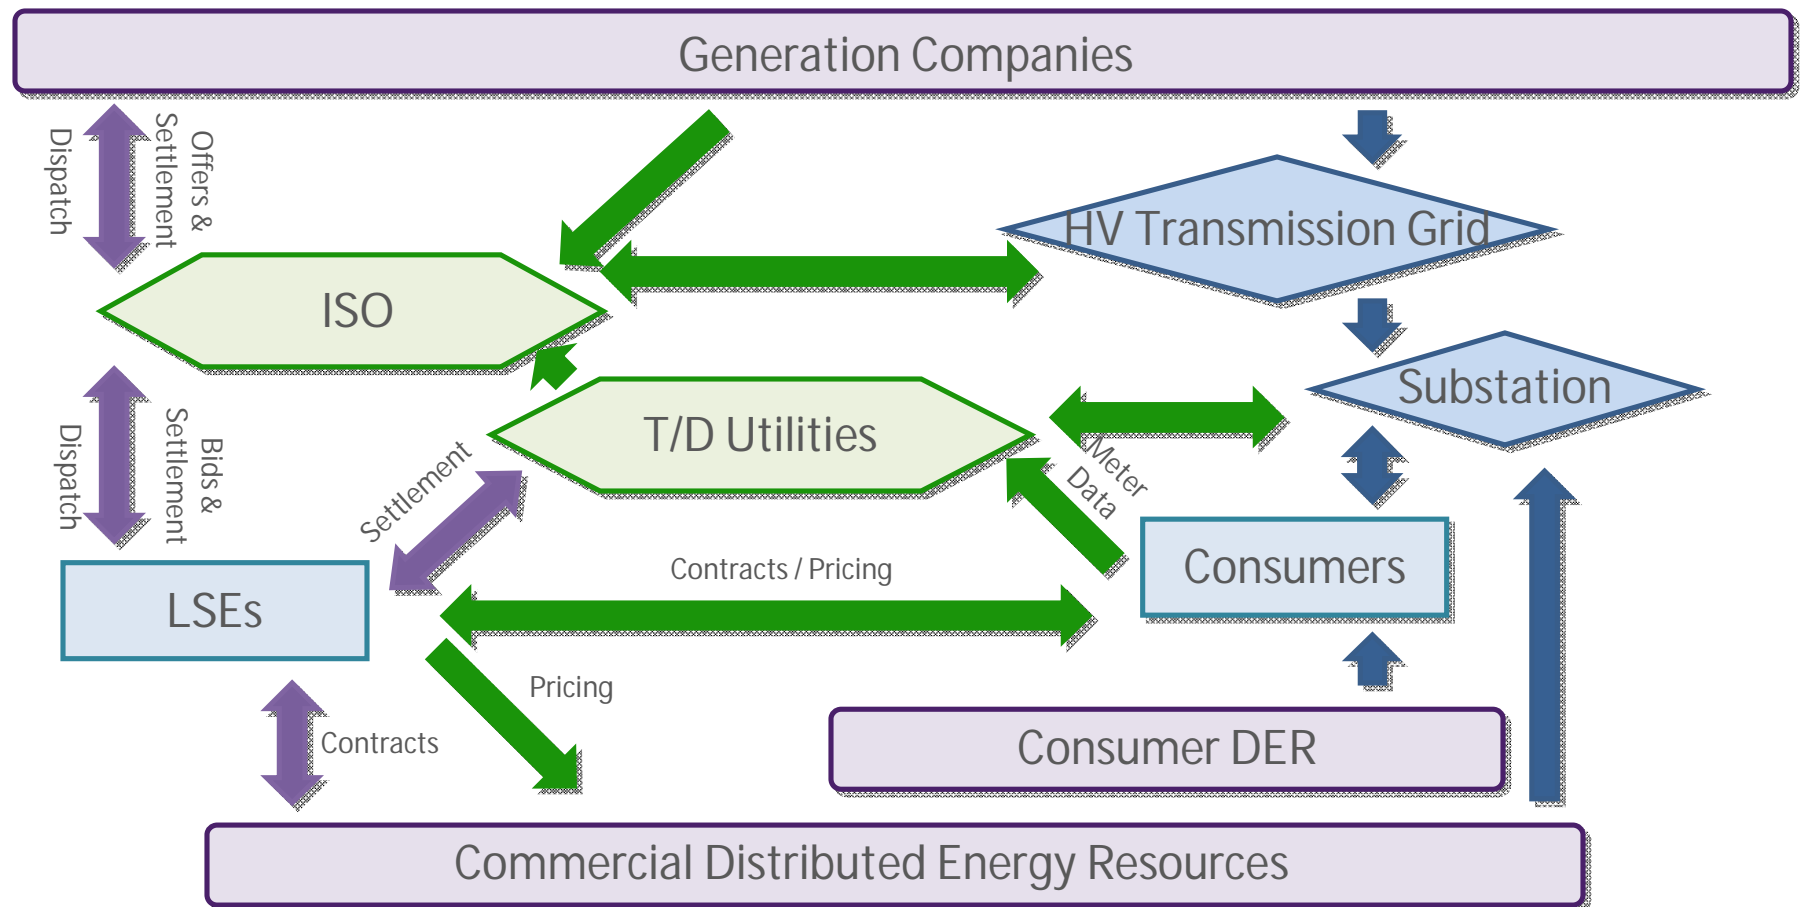 Generation Companies
Offers &
Settlement
Dispatch
HV Transmission Grid
ISO
Substation
T/D Utilities
Bids &
Settlement
Dispatch
Settlement
Meter
Data
Contracts / Pricing
Consumers
LSEs
Pricing
Contracts
Consumer DER
Commercial Distributed Energy Resources